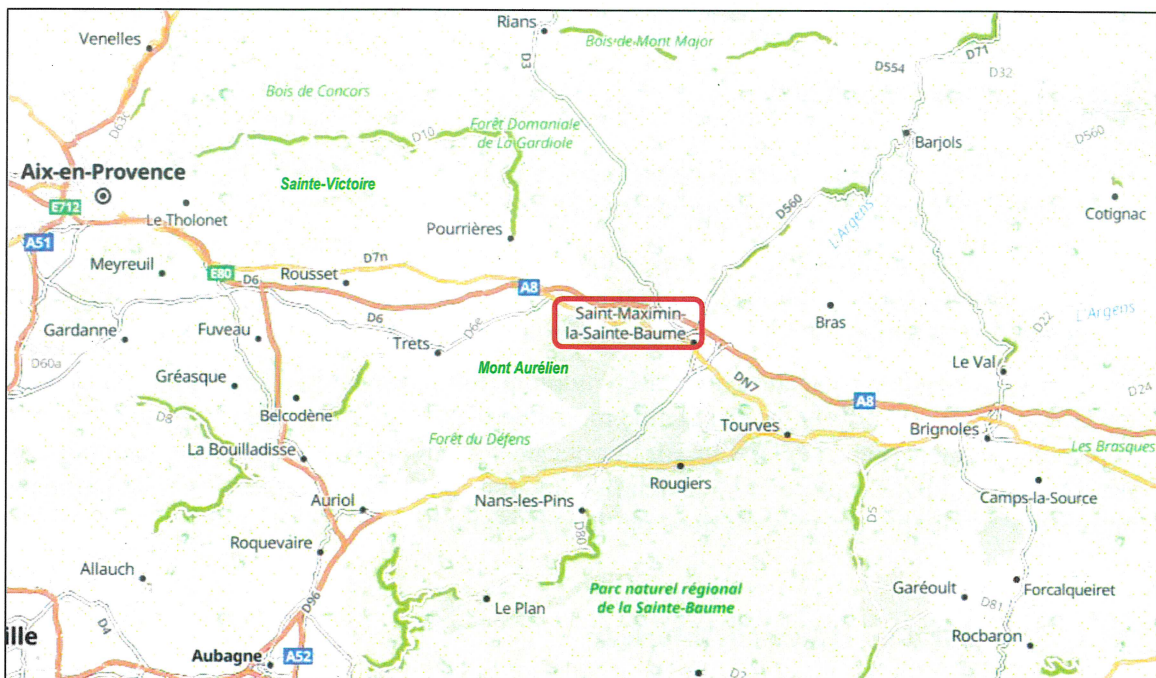 Rians
Venelles
Bois de Mont Major
D71
D554
D32
D3
Bois de Concors
D63c
D10
Forêt Domaniale
de La Gardiole
D560
Barjols
Aix-en-Provence
Sainte-Victoire
E712
Le Tholonet
D560
Cotignac
L'Argens
A51
Pourrières
Meyreuil
E80
D7n
Rousset
D6
A8
Saint-Maximin-
la-Sainte-Baume
Bras
L'Argens
Gardanne
Fuveau
D6
D6e
D22
Trets
D60a
Mont Aurélien
Le Val
Gréasque
DN7
D24
Belcodène
A8
D8
Tourves
Brignoles
Forêt du Défens
La Bouilladisse
Les Brasques
Rougiers
Auriol
Nans-les-Pins
Camps-la-Source
D5
D80
Roquevaire
Allauch
Parc naturel régional
de la Sainte-Baume
Garéoult
Forcalqueiret
Le Plan
D96
D81
D4
ille
Rocbaron
Aubagne
A52
D2